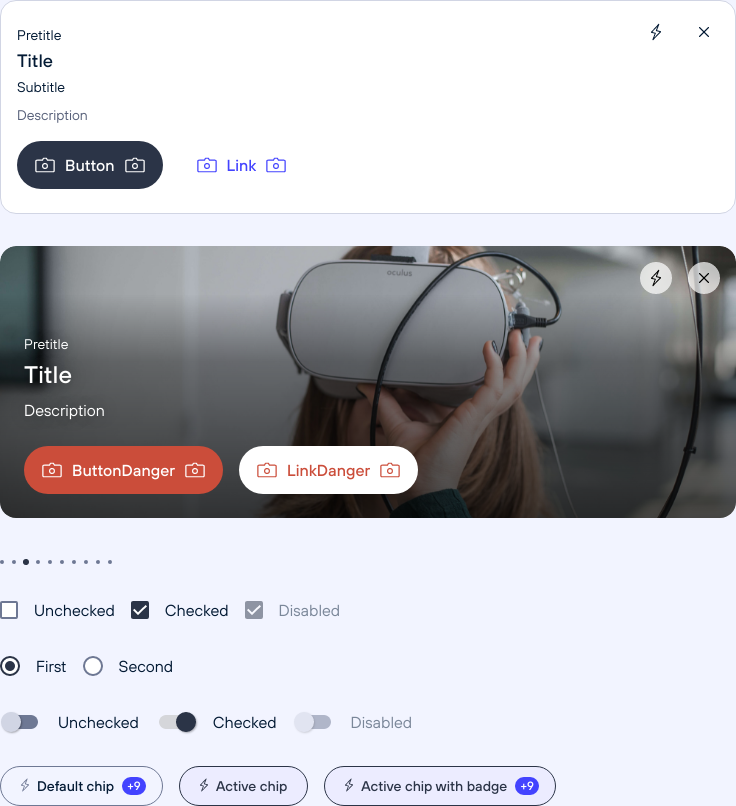 Pretitle
Title
Subtitle
Description
Button
Link
oculus
Pretitle
Title
Description
ButtonDanger
LinkDanger
Unchecked Checked Disabled
First Second
Unchecked Checked Disabled
Default chip +9 Active chip Active chip with badge +9